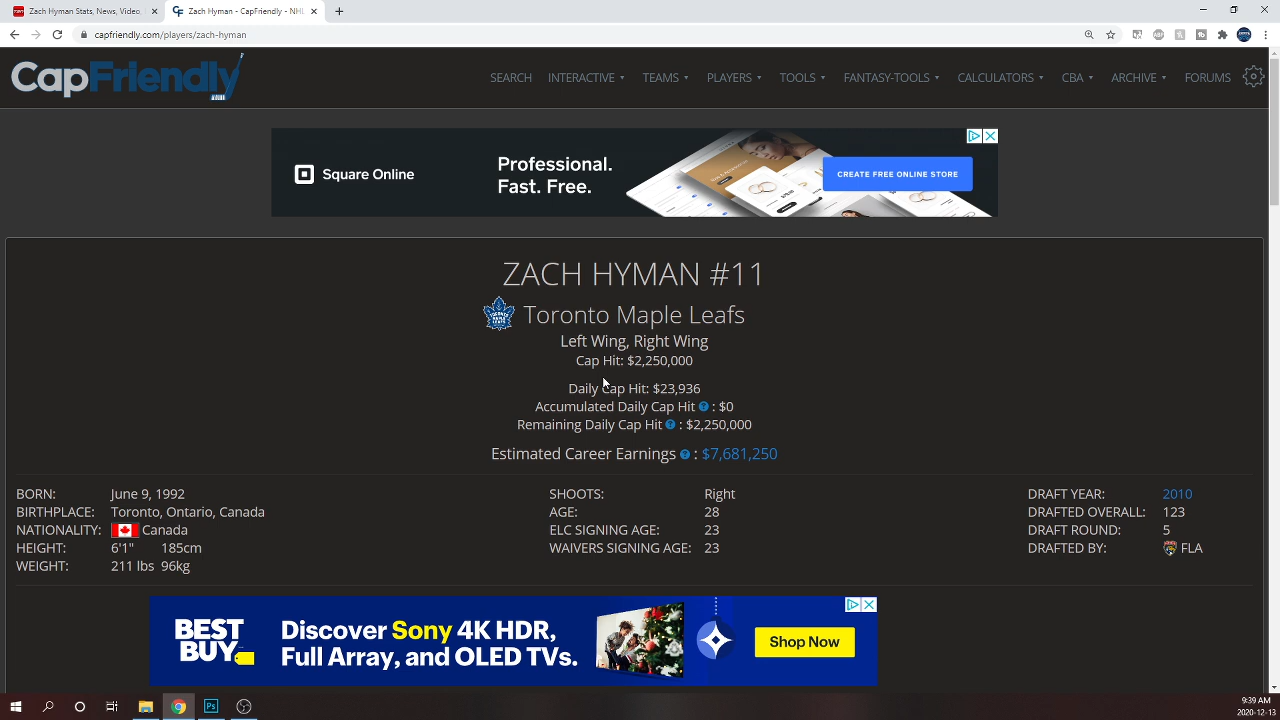 Zach Hyman Stats, News, Video,
Zach Hyman - CapFriendly - NHL
capfriendly.com/players/zach-hyman
CapFriendly
SEARCH INTERACTIVE TEAMS PLAYERS TOOLS FANTASY-TOOLS CALCULATORS CBA ARCHIVE FORUMS
Square Online
Professional.
Fast. Free.
CREATE FREE ONLINE STORE
ZACH HYMAN #11
TORONTO MAPLE LEAFS
Toronto Maple Leafs
Left Wing, Right Wing
Cap Hit: $2,250,000
Daily Cap Hit: $23,936
Accumulated Daily Cap Hit ? : $0
Remaining Daily Cap Hit ? : $2,250,000
Estimated Career Earnings ? : $7,681,250
BORN: June 9, 1992
BIRTHPLACE: Toronto, Ontario, Canada
NATIONALITY: Canada
HEIGHT: 6'1" 185cm
WEIGHT: 211 lbs 96kg
SHOOTS: Right
AGE: 28
ELC SIGNING AGE: 23
WAIVERS SIGNING AGE: 23
DRAFT YEAR: 2010
DRAFTED OVERALL: 123
DRAFT ROUND: 5
DRAFTED BY: FLA
BEST
BUY
Discover Sony 4K HDR,
Full Array, and OLED TVs.
Shop Now
Ps
9:39 AM
2020-12-13